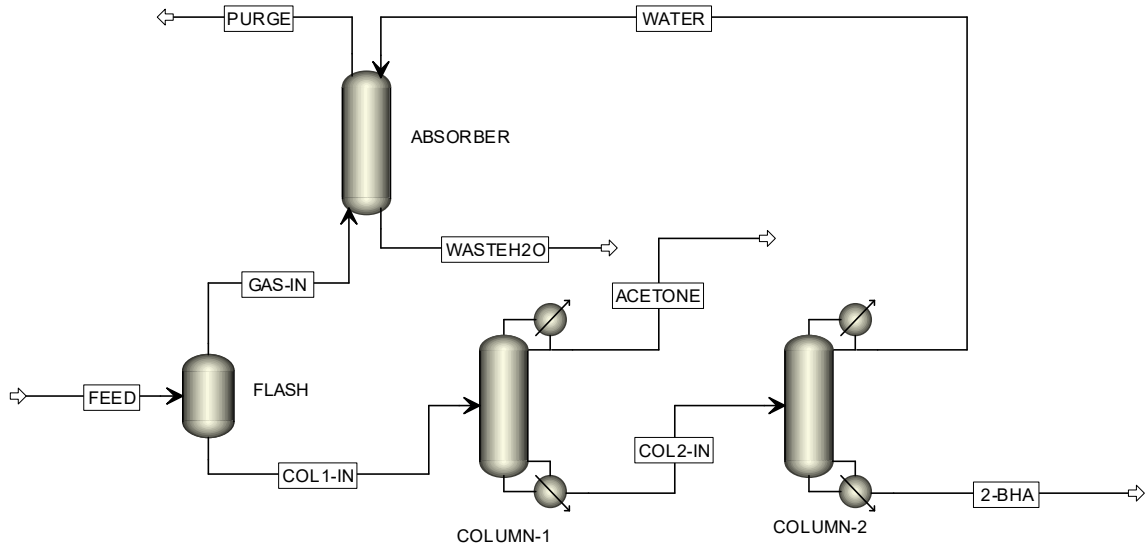 PURGE
WATER
ABSORBER
WASTEH2O
GAS-IN
ACETONE
FEED
FLASH
COL1-IN
COL2-IN
2-BHA
COLUMN-1
COLUMN-2